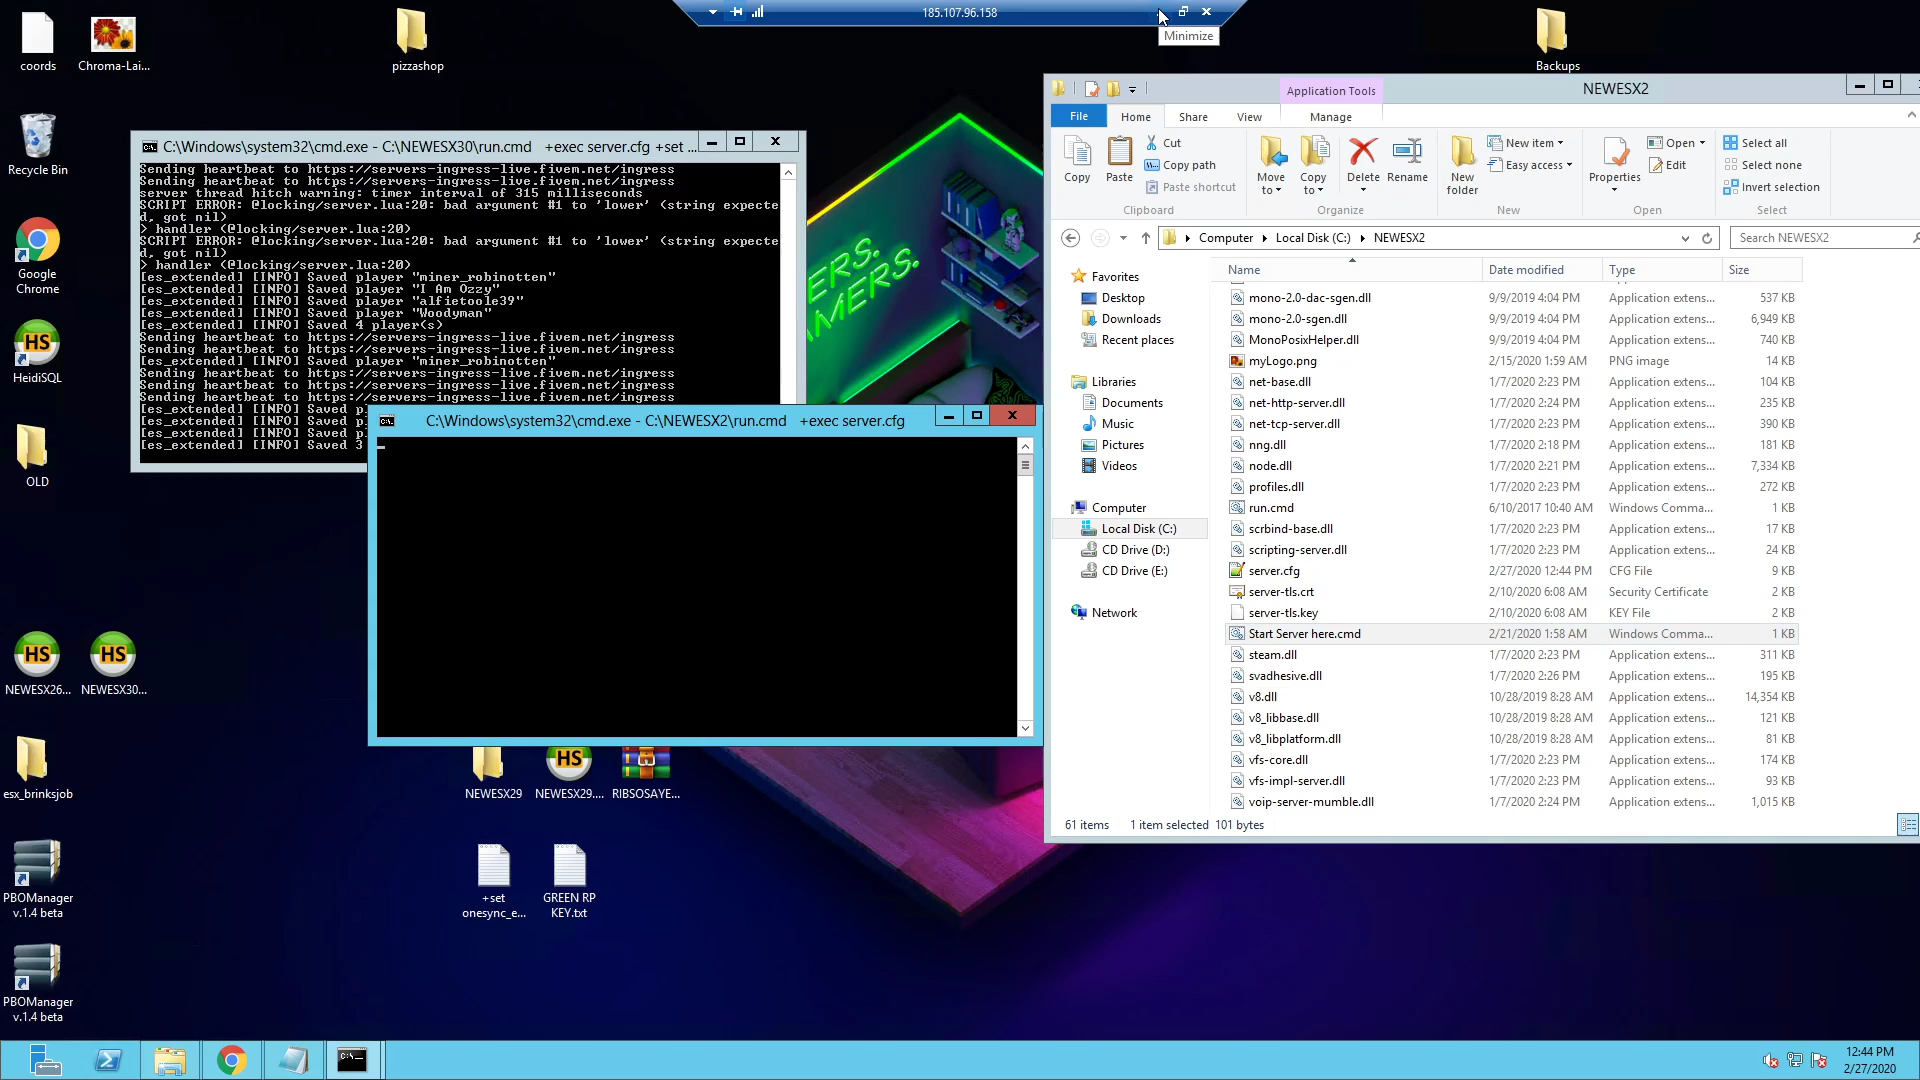 185.107.96.158
Minimize
coords
Chroma-Lai...
pizzashop
Backups
Recycle Bin
Google
Chrome
HeidiSQL
OLD
NEWESX26...
NEWESX30...
esx_brinksjob
PBOManager
v.1.4 beta
PBOManager
v.1.4 beta
C:\Windows\system32\cmd.exe - C:\NEWESX30\run.cmd +exec server.cfg +set ...
Sending heartbeat to https://servers-ingress-live.fivem.net/ingress
Sending heartbeat to https://servers-ingress-live.fivem.net/ingress
server thread hitch warning: timer interval of 315 milliseconds
SCRIPT ERROR: @locking/server.lua:20: bad argument #1 to 'lower' (string expecte
d, got nil)
> handler (@locking/server.lua:20)
SCRIPT ERROR: @locking/server.lua:20: bad argument #1 to 'lower' (string expecte
d, got nil)
> handler (@locking/server.lua:20)
[es_extended] [INFO] Saved player "miner_robinotten"
[es_extended] [INFO] Saved player "I Am Ozzy"
[es_extended] [INFO] Saved player "alfietoole39"
[es_extended] [INFO] Saved player "Woodyman"
[es_extended] [INFO] Saved 4 player(s)
Sending heartbeat to https://servers-ingress-live.fivem.net/ingress
Sending heartbeat to https://servers-ingress-live.fivem.net/ingress
[es_extended] [INFO] Saved player "miner_robinotten"
Sending heartbeat to https://servers-ingress-live.fivem.net/ingress
Sending heartbeat to https://servers-ingress-live.fivem.net/ingress
Sending heartbeat to https://servers-ingress-live.fivem.net/ingress
[es_extended] [INFO] Saved p
[es_extended] [INFO] Saved p
[es_extended] [INFO] Saved p
[es_extended] [INFO] Saved 3
C:\Windows\system32\cmd.exe - C:\NEWESX2\run.cmd +exec server.cfg
NEWESX29
NEWESX29....
RIBSOSAYE...
+set
onesync_e...
GREEN RP
KEY.txt
Application Tools
NEWESX2
File Home Share View Manage
Copy
Paste
Cut
Copy path
Paste shortcut
Clipboard
Move
to
Copy
to
Delete
Rename
Organize
New
folder
New item
Easy access
New
Properties
Open
Edit
Open
Select all
Select none
Invert selection
Select
Computer Local Disk (C:) NEWESX2
Search NEWESX2
Favorites
Desktop
Downloads
Recent places
Libraries
Documents
Music
Pictures
Videos
Computer
Local Disk (C:)
CD Drive (D:)
CD Drive (E:)
Network
Name Date modified Type Size
mono-2.0-dac-sgen.dll 9/9/2019 4:04 PM Application extens... 537 KB
mono-2.0-sgen.dll 9/9/2019 4:04 PM Application extens... 6,949 KB
MonoPosixHelper.dll 9/9/2019 4:04 PM Application extens... 740 KB
myLogo.png 2/15/2020 1:59 AM PNG image 14 KB
net-base.dll 1/7/2020 2:23 PM Application extens... 104 KB
net-http-server.dll 1/7/2020 2:24 PM Application extens... 235 KB
net-tcp-server.dll 1/7/2020 2:23 PM Application extens... 390 KB
nng.dll 1/7/2020 2:18 PM Application extens... 181 KB
node.dll 1/7/2020 2:21 PM Application extens... 7,334 KB
profiles.dll 1/7/2020 2:23 PM Application extens... 272 KB
run.cmd 6/10/2017 10:40 AM Windows Comma... 1 KB
scrbind-base.dll 1/7/2020 2:23 PM Application extens... 17 KB
scripting-server.dll 1/7/2020 2:23 PM Application extens... 24 KB
server.cfg 2/27/2020 12:44 PM CFG File 9 KB
server-tls.crt 2/10/2020 6:08 AM Security Certificate 2 KB
server-tls.key 2/10/2020 6:08 AM KEY File 2 KB
Start Server here.cmd 2/21/2020 1:58 AM Windows Comma... 1 KB
steam.dll 1/7/2020 2:23 PM Application extens... 311 KB
svadhesive.dll 1/7/2020 2:26 PM Application extens... 195 KB
v8.dll 10/28/2019 8:28 AM Application extens... 14,354 KB
v8_libbase.dll 10/28/2019 8:28 AM Application extens... 121 KB
v8_libplatform.dll 10/28/2019 8:28 AM Application extens... 81 KB
vfs-core.dll 1/7/2020 2:23 PM Application extens... 174 KB
vfs-impl-server.dll 1/7/2020 2:23 PM Application extens... 93 KB
voip-server-mumble.dll 1/7/2020 2:24 PM Application extens... 1,015 KB
61 items 1 item selected 101 bytes
12:44 PM
2/27/2020